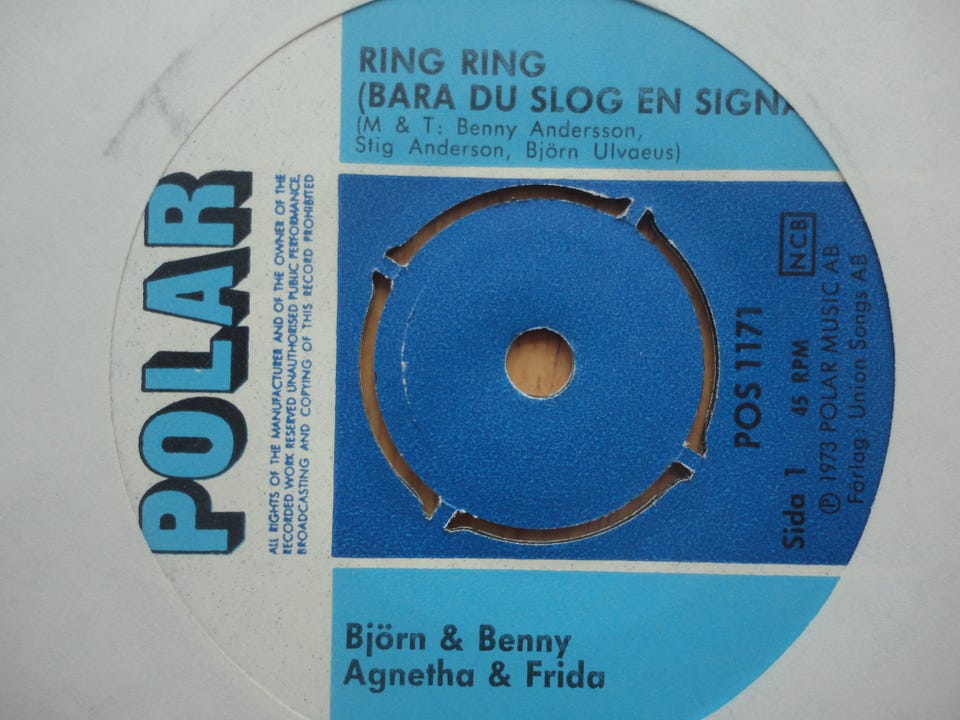 RING RING
(BARA DU SLOG EN SIGNA
(M & T: Benny Andersson,
Stig Anderson, Björn Ulvaeus)
POLAR
ALL RIGHTS OF THE MANUFACTURER AND OF THE OWNER OF THE
RECORDED WORK RESERVED UNAUTHORISED PUBLIC PERFORMANCE,
BROADCASTING AND COPYING OF THIS RECORD PROHIBITED
POS 1171
NCB
Sida 1 45 RPM
Ⓟ 1973 POLAR MUSIC AB
Förlag: Union Songs AB
Björn & Benny
Agnetha & Frida